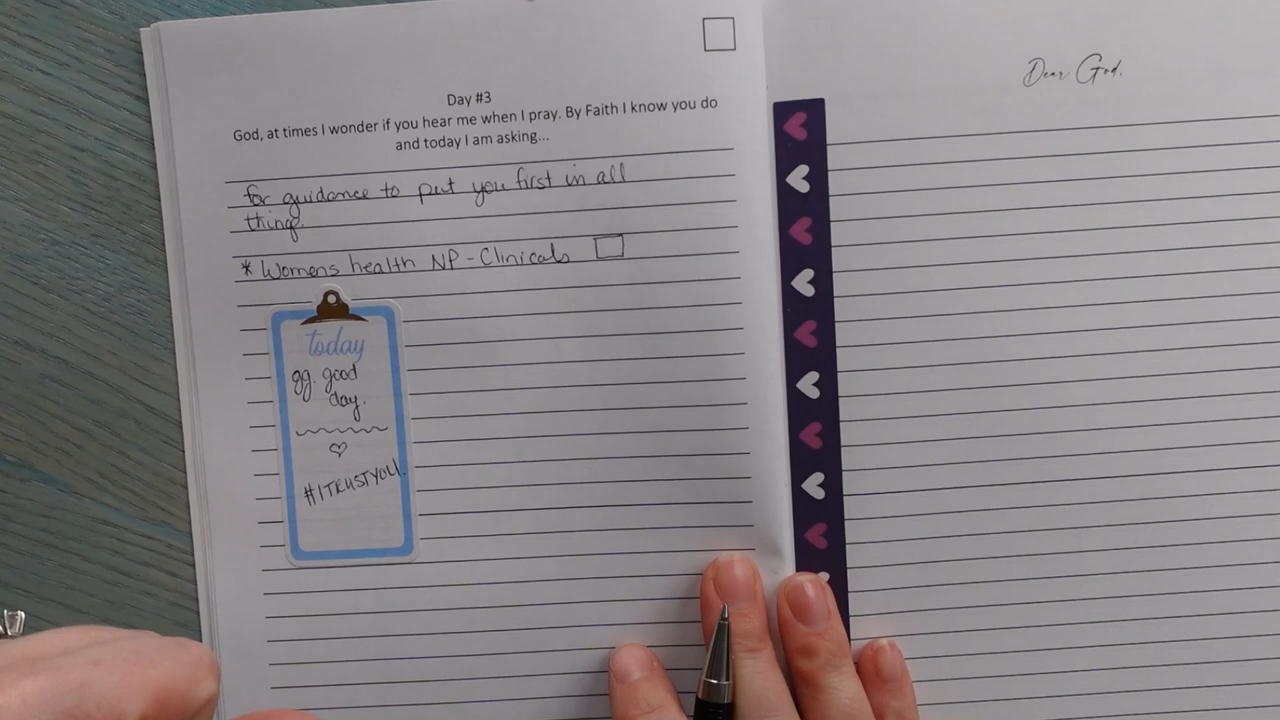 Day #3
God, at times I wonder if you hear me when I pray. By Faith I know you do
and today I am asking...
for guidance to put you first in all
things.
* Womens health NP - Clinicals
today
gg. good
day.
#ITRUSTYOU.
Dear God,